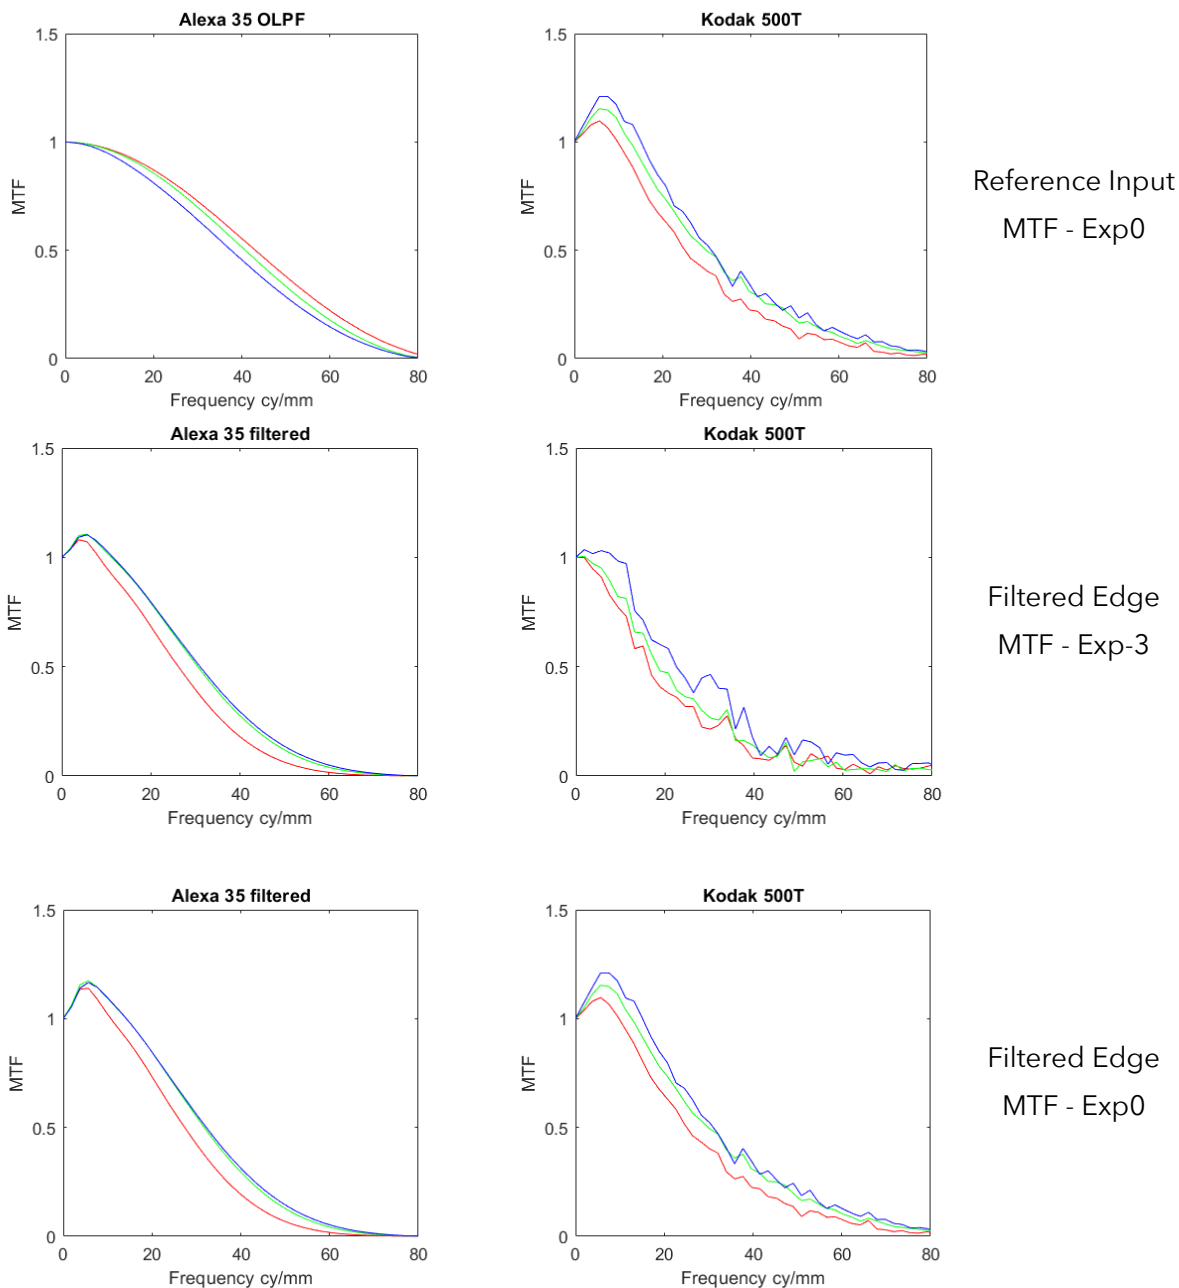 Alexa 35 OLPF
1.5
1
0.5
0
MTF
0 20 40 60 80
Frequency cy/mm
Kodak 500T
1.5
1
0.5
0
MTF
0 20 40 60 80
Frequency cy/mm
Reference Input
MTF - Exp0
Alexa 35 filtered
1.5
1
0.5
0
MTF
0 20 40 60 80
Frequency cy/mm
Kodak 500T
1.5
1
0.5
0
MTF
0 20 40 60 80
Frequency cy/mm
Filtered Edge
MTF - Exp-3
Alexa 35 filtered
1.5
1
0.5
0
MTF
0 20 40 60 80
Frequency cy/mm
Kodak 500T
1.5
1
0.5
0
MTF
0 20 40 60 80
Frequency cy/mm
Filtered Edge
MTF - Exp0